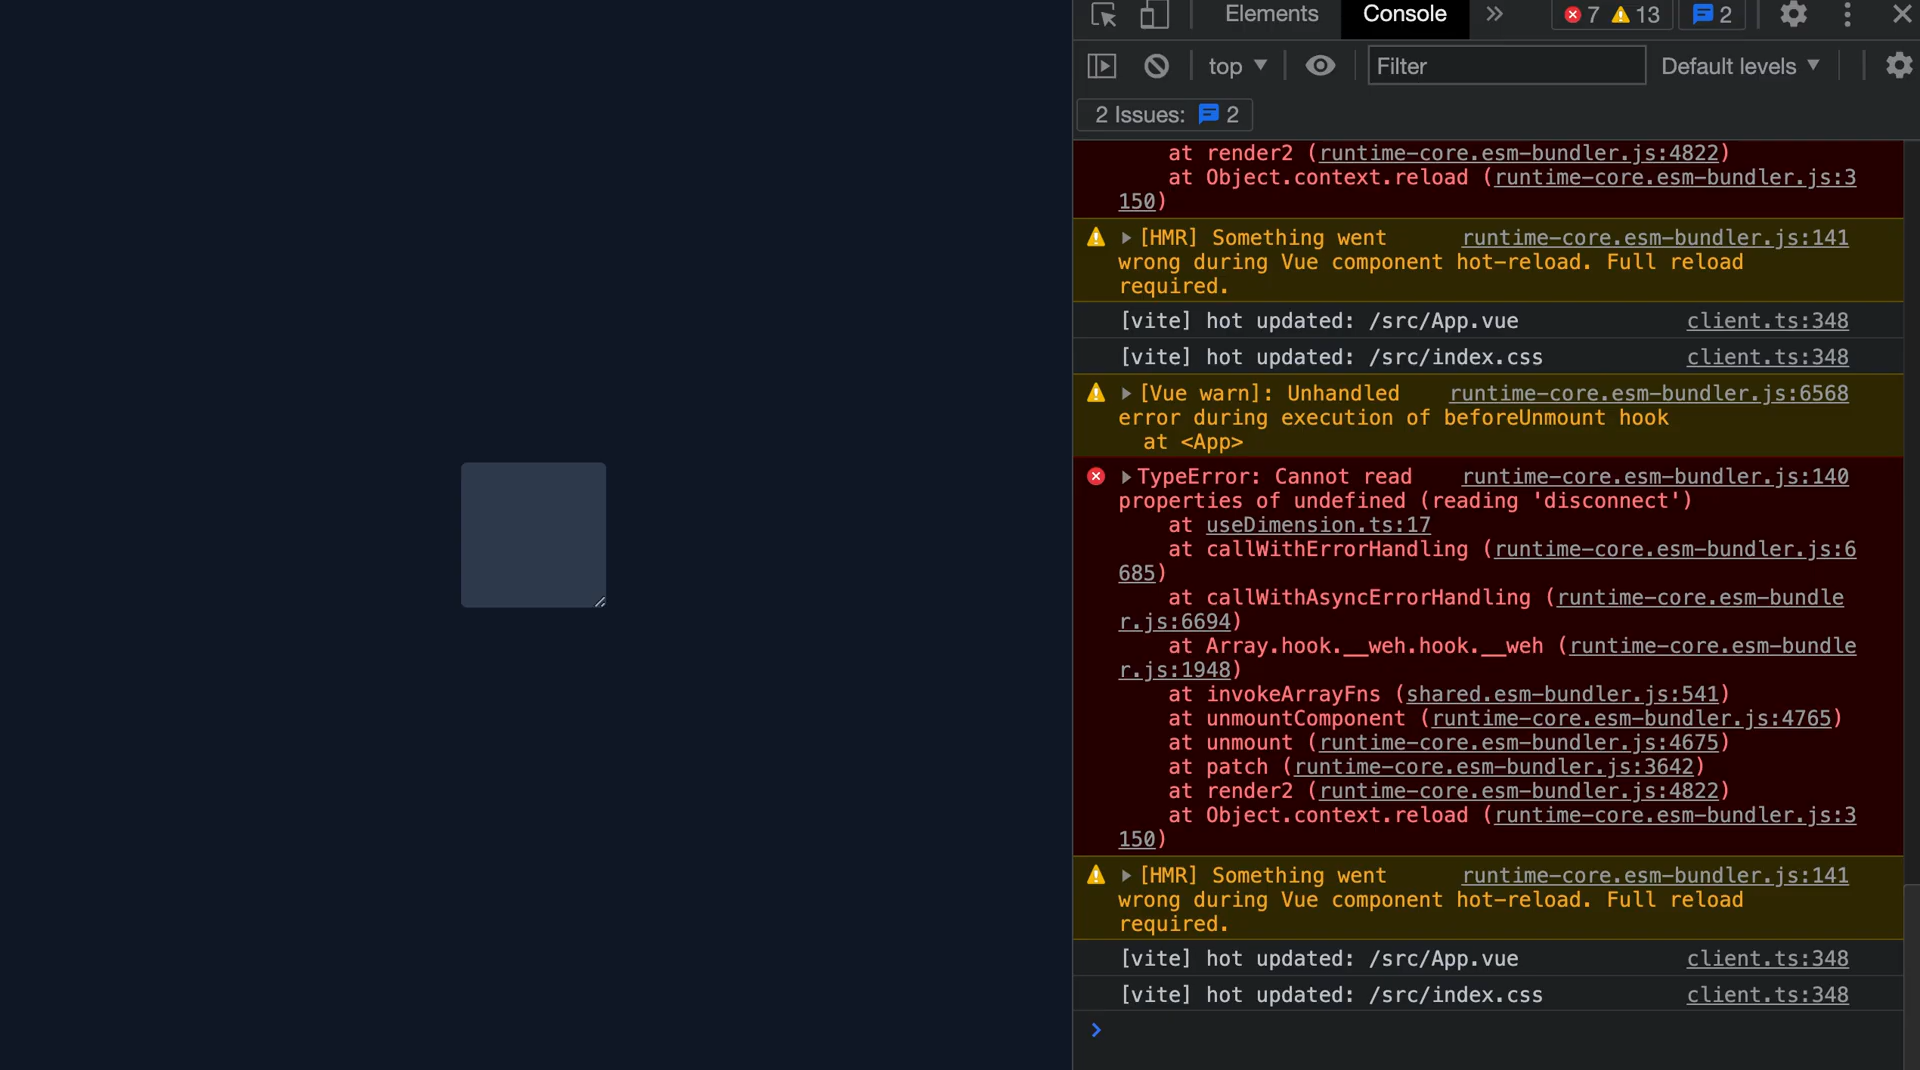 Elements Console 7 13 2
top Filter Default levels
2 Issues: 2
at render2 (runtime-core.esm-bundler.js:4822)
at Object.context.reload (runtime-core.esm-bundler.js:3
150)
[HMR] Something went runtime-core.esm-bundler.js:141
wrong during Vue component hot-reload. Full reload
required.
[vite] hot updated: /src/App.vue client.ts:348
[vite] hot updated: /src/index.css client.ts:348
[Vue warn]: Unhandled runtime-core.esm-bundler.js:6568
error during execution of beforeUnmount hook
at <App>
TypeError: Cannot read runtime-core.esm-bundler.js:140
properties of undefined (reading 'disconnect')
at useDimension.ts:17
at callWithErrorHandling (runtime-core.esm-bundler.js:6
685)
at callWithAsyncErrorHandling (runtime-core.esm-bundle
r.js:6694)
at Array.hook.__weh.hook.__weh (runtime-core.esm-bundle
r.js:1948)
at invokeArrayFns (shared.esm-bundler.js:541)
at unmountComponent (runtime-core.esm-bundler.js:4765)
at unmount (runtime-core.esm-bundler.js:4675)
at patch (runtime-core.esm-bundler.js:3642)
at render2 (runtime-core.esm-bundler.js:4822)
at Object.context.reload (runtime-core.esm-bundler.js:3
150)
[HMR] Something went runtime-core.esm-bundler.js:141
wrong during Vue component hot-reload. Full reload
required.
[vite] hot updated: /src/App.vue client.ts:348
[vite] hot updated: /src/index.css client.ts:348